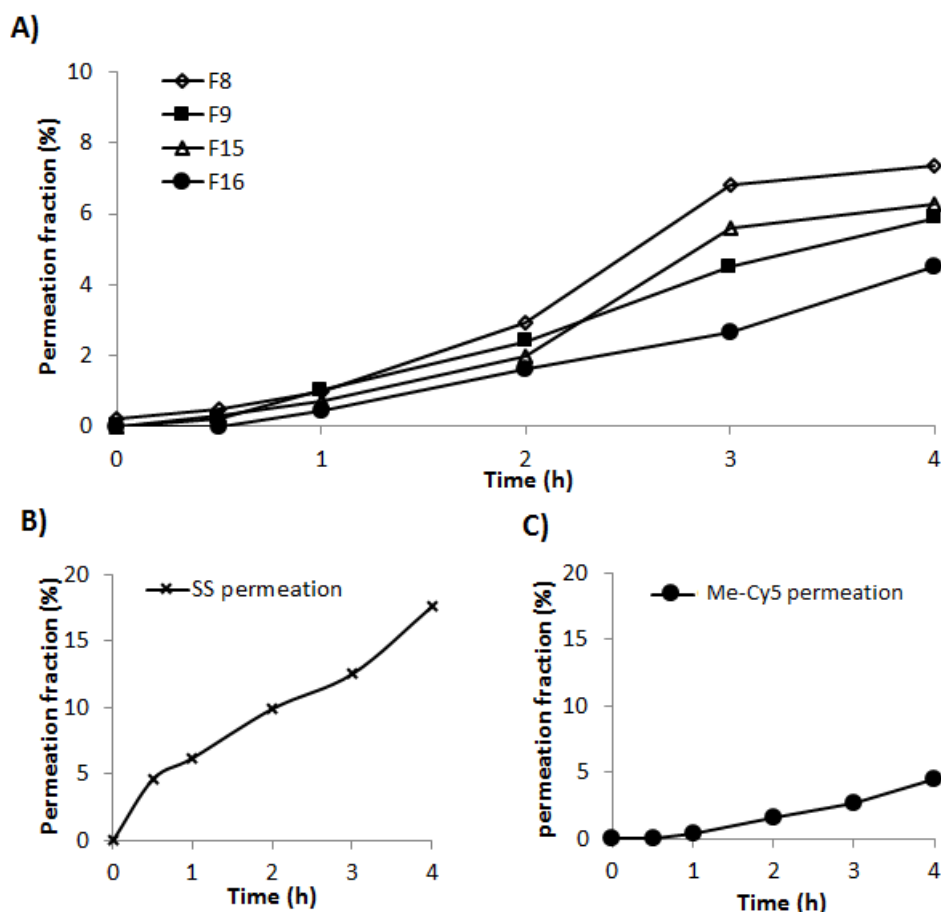 A)
Permeation fraction (%)
10
8
6
4
2
0
F8
F9
F15
F16
0 1 2 3 4
Time (h)
B)
Permeation fraction (%)
20
15
10
5
0
SS permeation
0 1 2 3 4
Time (h)
C)
permeation fraction (%)
20
15
10
5
0
Me-Cy5 permeation
0 1 2 3 4
Time (h)